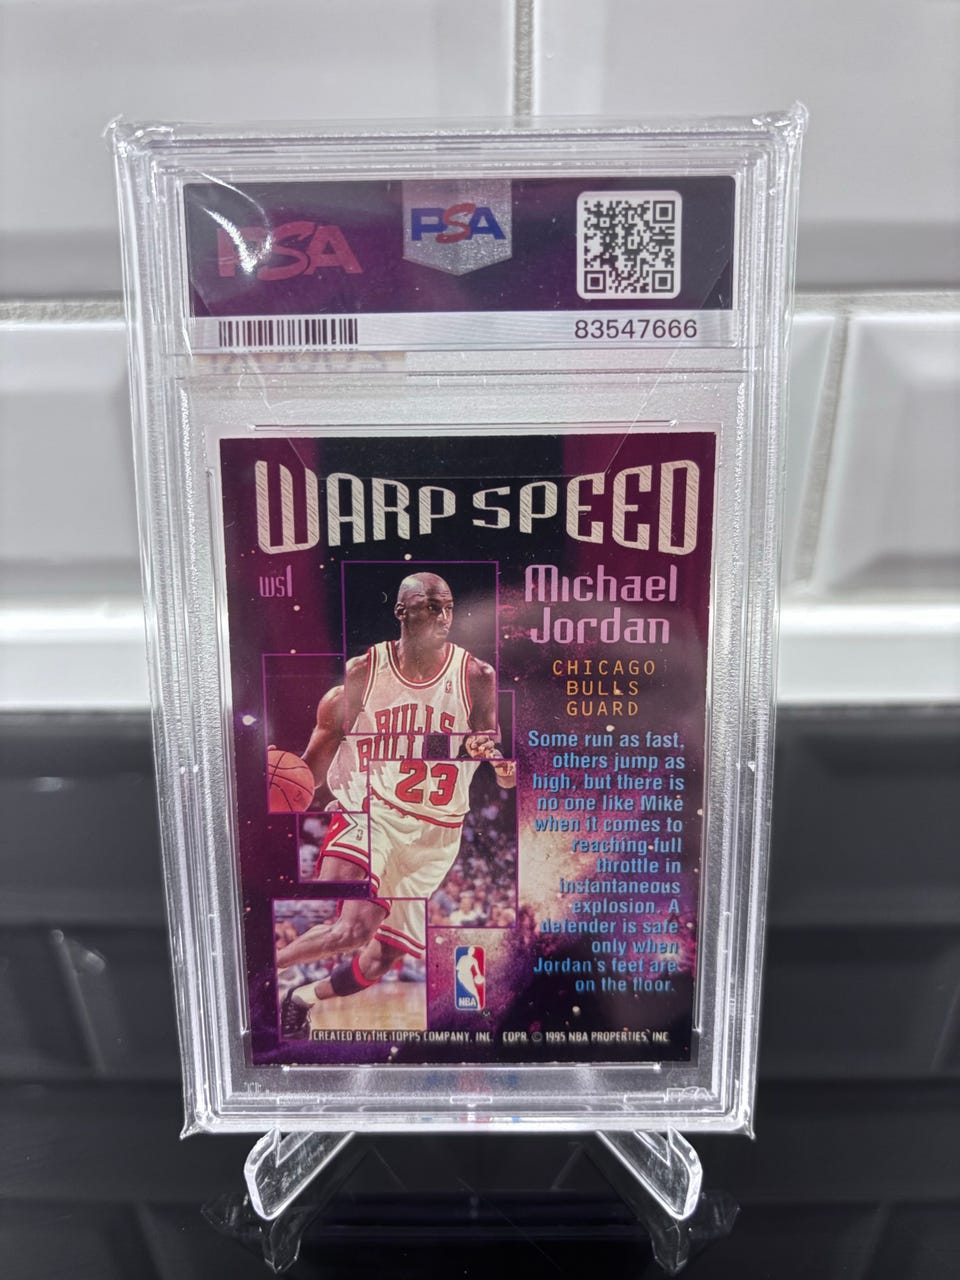 PSA
PSA
83547666
WARP SPEED
WS1
Michael
Jordan
CHICAGO
BULLS
GUARD
BULLS
BULL
23
Some run as fast,
others jump as
high, but there is
no one like Mike
when it comes to
reaching full
throttle in
instantaneous
explosion. A
defender is safe
only when
Jordan's feet are
on the floor.
NBA
CREATED BY THE TOPPS COMPANY, INC. COPR. © 1995 NBA PROPERTIES, INC.